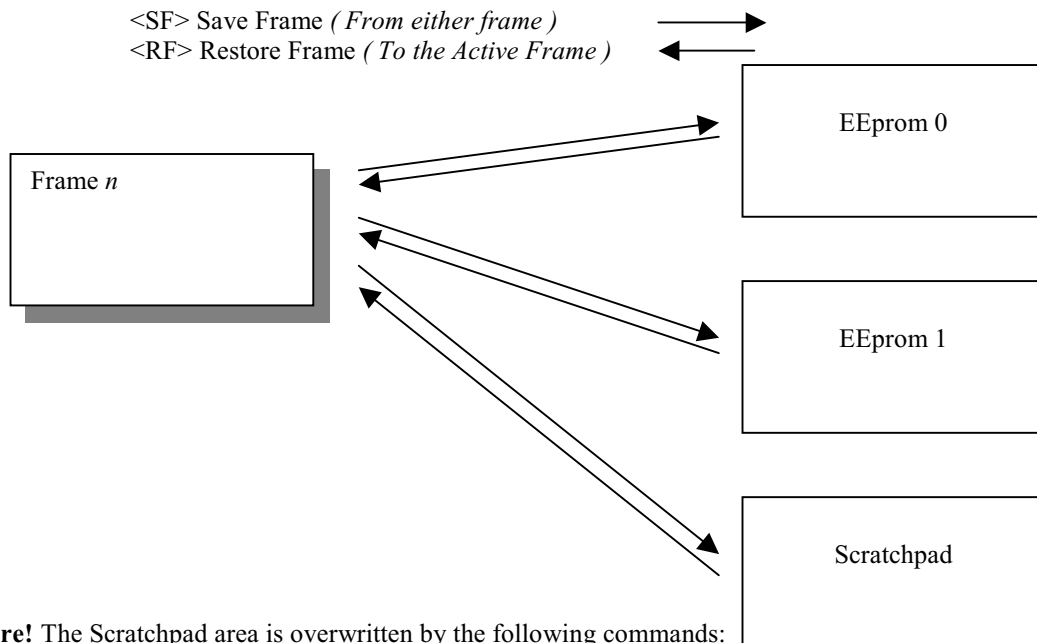 <SF> Save Frame ( From either frame )
<RF> Restore Frame ( To the Active Frame )
EEprom 0
Frame n
EEprom 1
Scratchpad
re! The Scratchpad area is overwritten by the following commands: